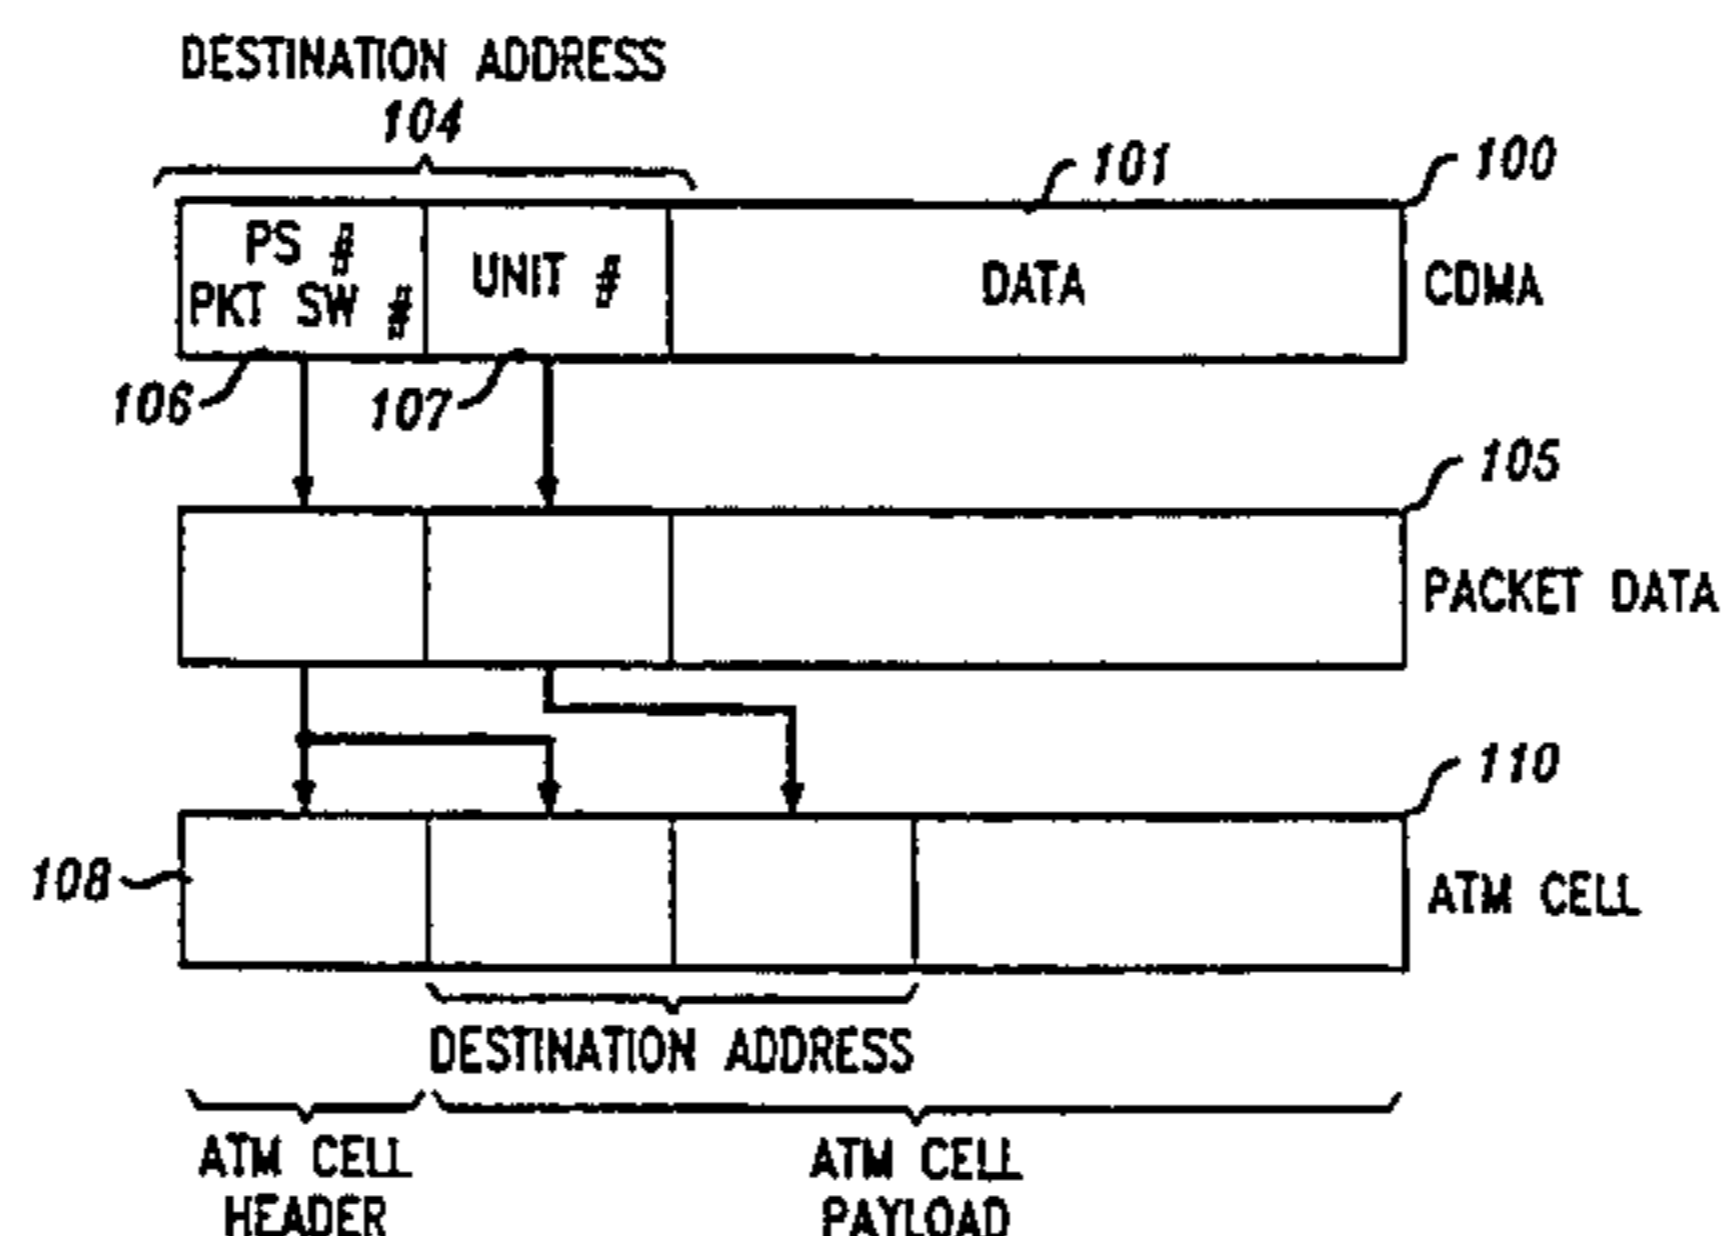 DESTINATION ADDRESS
104
101
100
PS #
PKT SW #
UNIT #
DATA
CDMA
106
107
105
PACKET DATA
110
108
ATM CELL
DESTINATION ADDRESS
ATM CELL
HEADER
ATM CELL
PAYLOAD